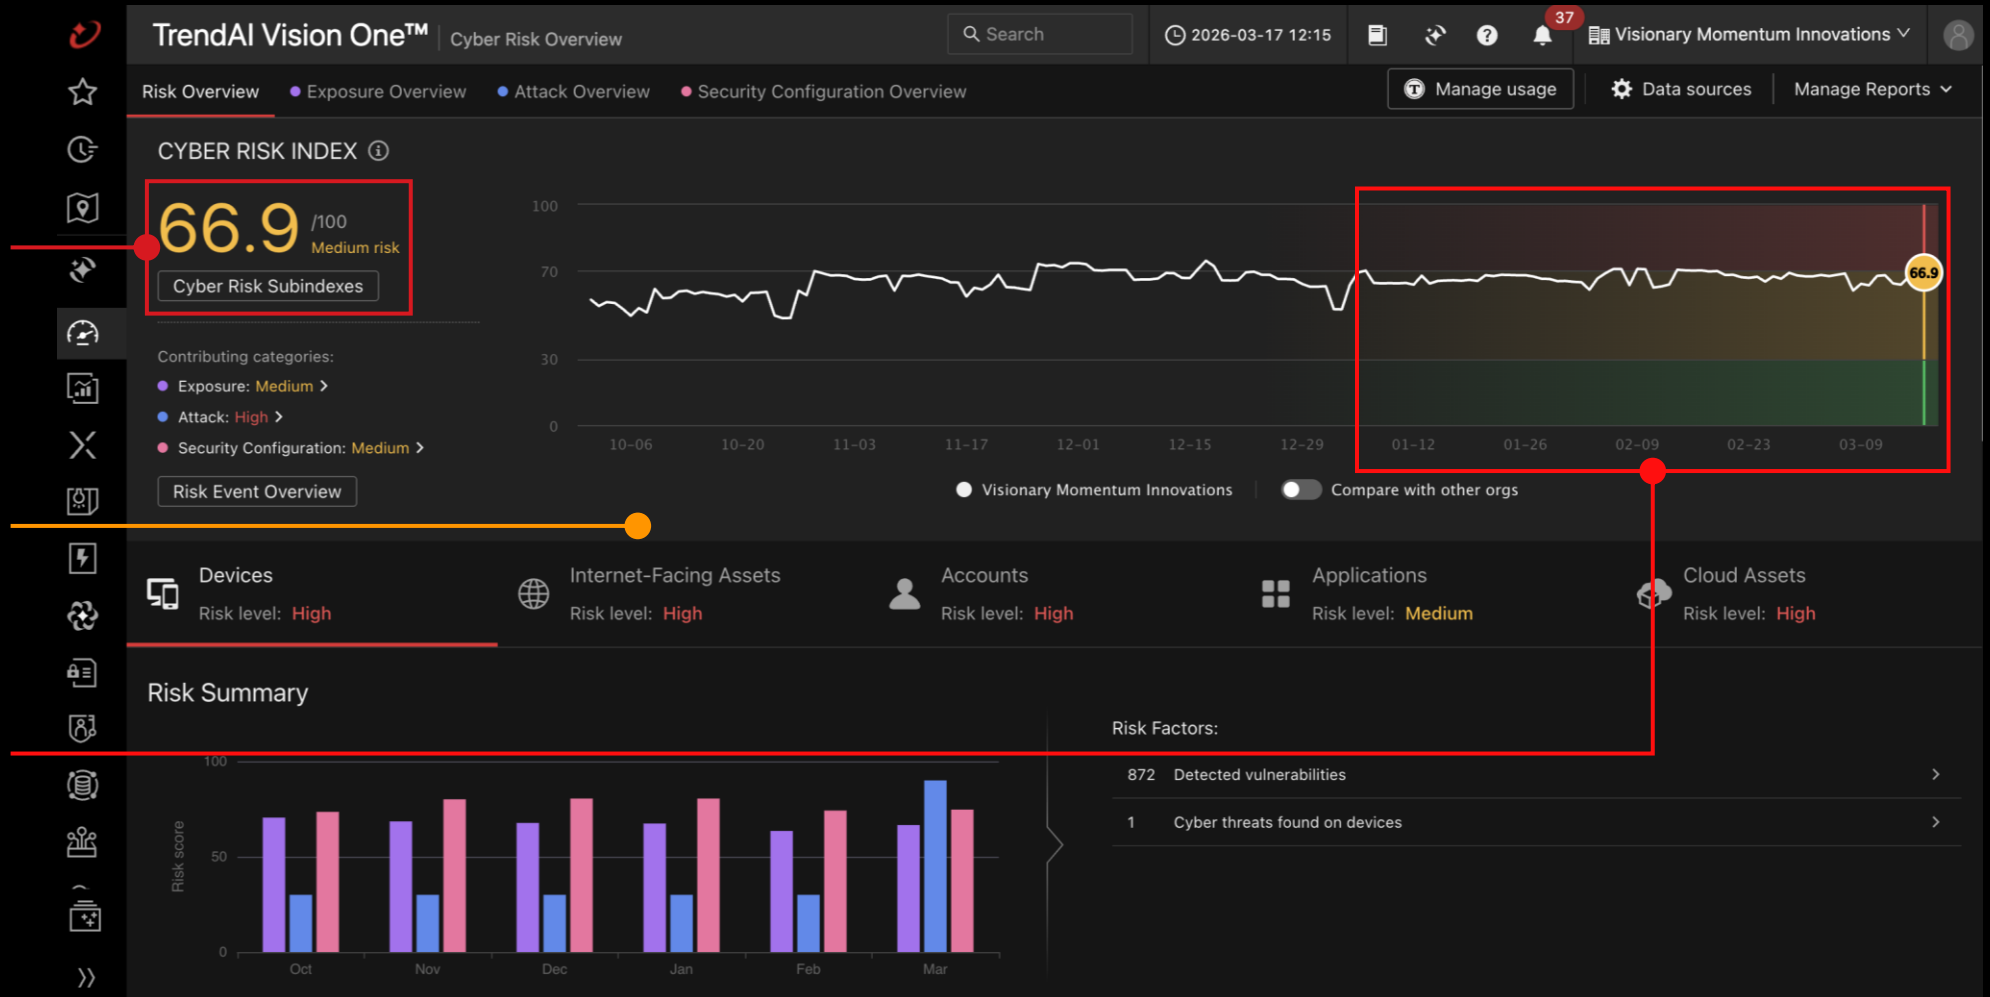 TrendAI Vision One™ Cyber Risk Overview
Search
2026-03-17 12:15
37
Visionary Momentum Innovations
Risk Overview
Exposure Overview
Attack Overview
Security Configuration Overview
Manage usage
Data sources
Manage Reports
CYBER RISK INDEX
66.9 /100
Medium risk
Cyber Risk Subindexes
Contributing categories:
Exposure: Medium
Attack: High
Security Configuration: Medium
Risk Event Overview
100
70
30
0
66.9
10-06 10-20 11-03 11-17 12-01 12-15 12-29 01-12 01-26 02-09 02-23 03-09
Visionary Momentum Innovations
Compare with other orgs
Devices
Risk level: High
Internet-Facing Assets
Risk level: High
Accounts
Risk level: High
Applications
Risk level: Medium
Cloud Assets
Risk level: High
Risk Summary
Risk score
100
50
0
Oct Nov Dec Jan Feb Mar
Risk Factors:
872 Detected vulnerabilities
1 Cyber threats found on devices